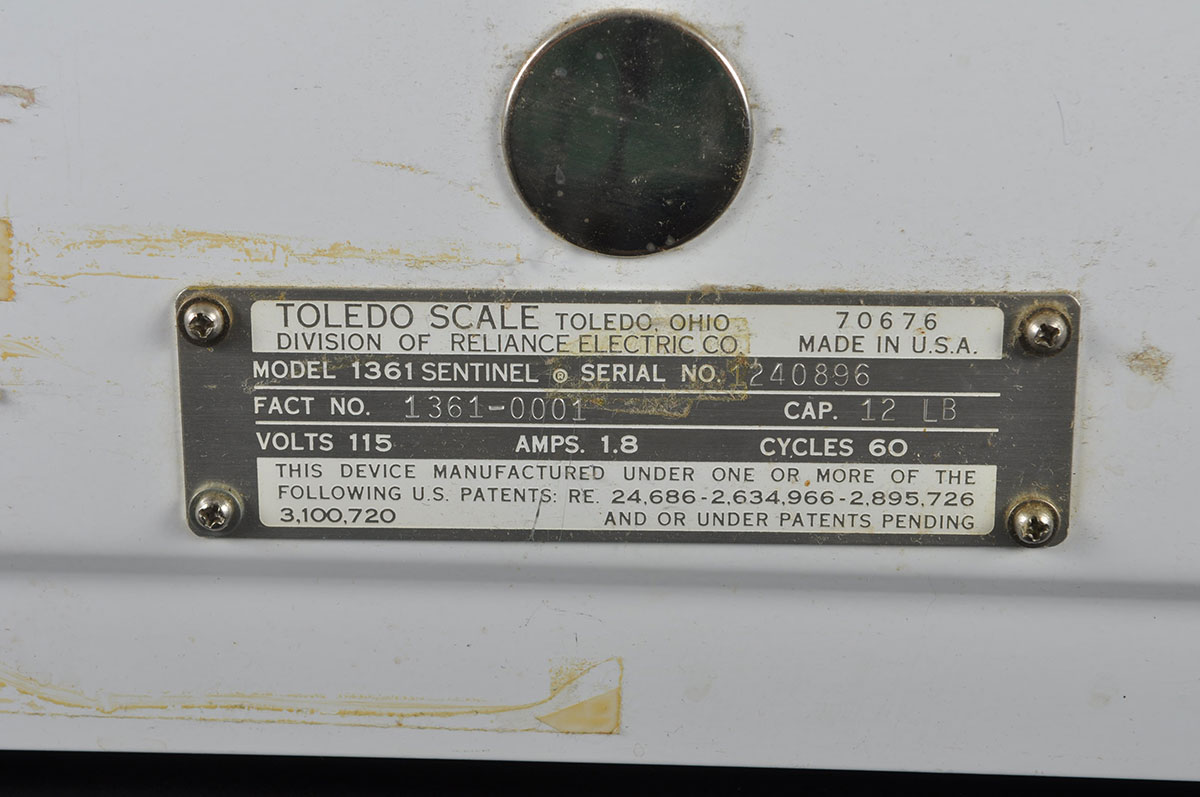 TOLEDO SCALE TOLEDO, OHIO 70676
DIVISION OF RELIANCE ELECTRIC CO. MADE IN U.S.A.
MODEL 1361 SENTINEL ® SERIAL NO. 1240896
FACT NO. 1361-0001 CAP. 12 LB
VOLTS 115 AMPS. 1.8 CYCLES 60
THIS DEVICE MANUFACTURED UNDER ONE OR MORE OF THE
FOLLOWING U.S. PATENTS: RE. 24,686-2,634,966-2,895,726
3,100,720 AND OR UNDER PATENTS PENDING